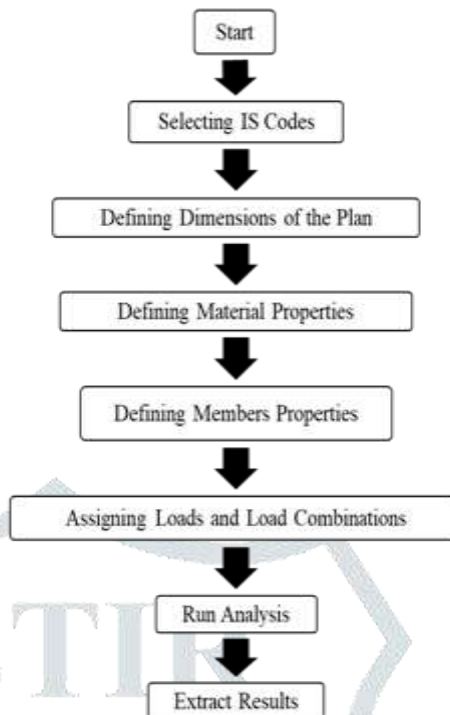 Start
Selecting IS Codes
Defining Dimensions of the Plan
Defining Material Properties
Defining Members Properties
Assigning Loads and Load Combinations
Run Analysis
Extract Results